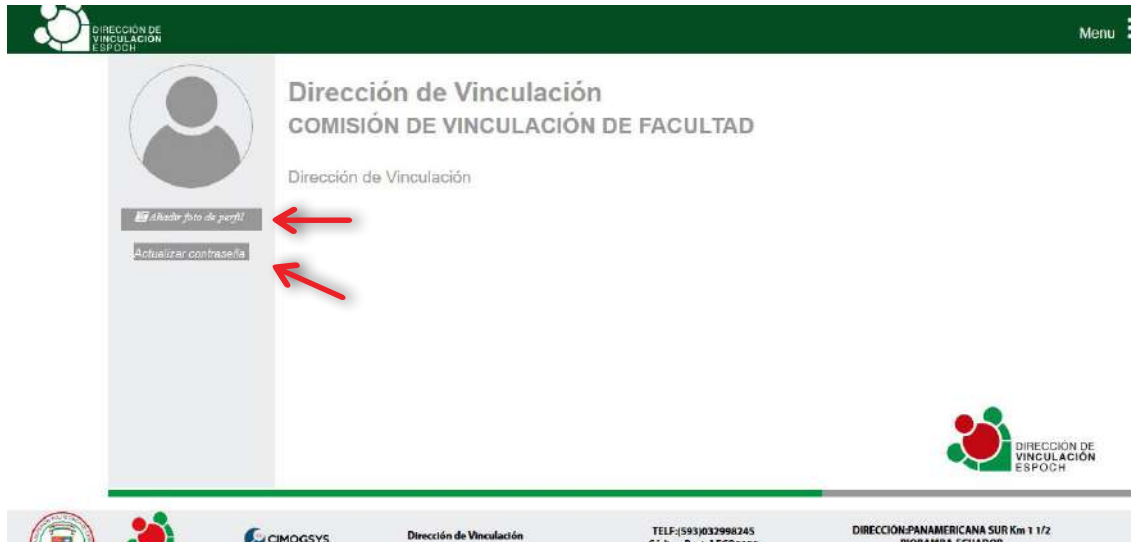 DIRECCIÓN DE
VINCULACIÓN
ESPOCH
Menu
Dirección de Vinculación
COMISIÓN DE VINCULACIÓN DE FACULTAD
Dirección de Vinculación
Añadir foto de perfil
Actualizar contraseña
DIRECCIÓN DE
VINCULACIÓN
ESPOCH
CIMOGSYS
Dirección de Vinculación
TELF:(593)032998245
DIRECCIÓN:PANAMERICANA SUR Km 1 1/2
RIOBAMBA-ECUADOR